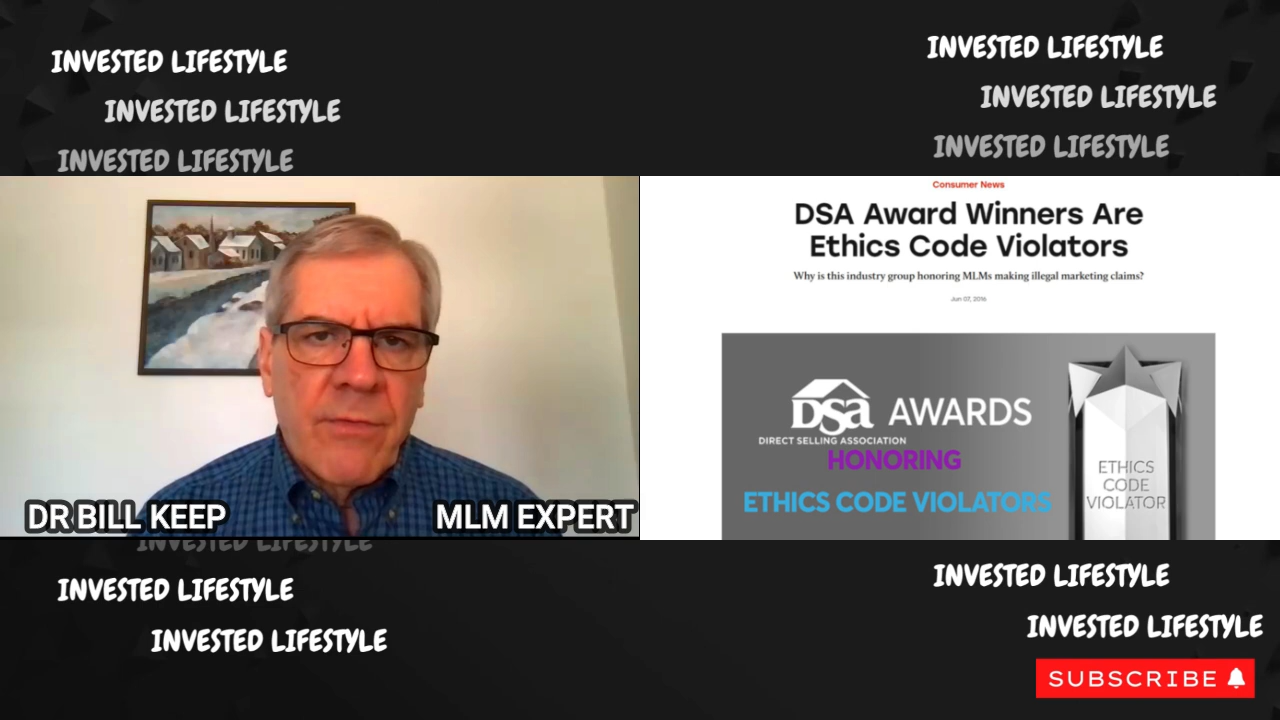 INVESTED LIFESTYLE
INVESTED LIFESTYLE
INVESTED LIFESTYLE
INVESTED LIFESTYLE
INVESTED LIFESTYLE
INVESTED LIFESTYLE
DR BILL KEEP
MLM EXPERT
Consumer News
DSA Award Winners Are
Ethics Code Violators
Why is this industry group honoring MLMs making illegal marketing claims?
Jun 07, 2016
dsa AWARDS
DIRECT SELLING ASSOCIATION
HONORING
ETHICS CODE VIOLATORS
ETHICS
CODE
VIOLATOR
INVESTED LIFESTYLE
INVESTED LIFESTYLE
INVESTED LIFESTYLE
INVESTED LIFESTYLE
INVESTED LIFESTYLE
SUBSCRIBE